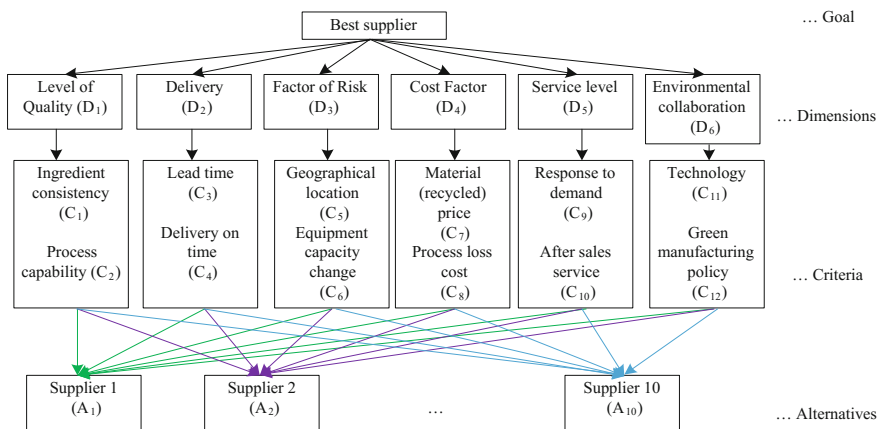 Best supplier
... Goal
Level of
Quality (D₁)
Delivery
(D₂)
Factor of Risk
(D₃)
Cost Factor
(D₄)
Service level
(D₅)
Environmental
collaboration
(D₆)
... Dimensions
Ingredient
consistency
(C₁)
Process
capability (C₂)
Lead time
(C₃)
Delivery on
time
(C₄)
Geographical
location
(C₅)
Equipment
capacity
change
(C₆)
Material
(recycled)
price
(C₇)
Process loss
cost
(C₈)
Response to
demand
(C₉)
After sales
service
(C₁₀)
Technology
(C₁₁)
Green
manufacturing
policy
(C₁₂)
... Criteria
Supplier 1
(A₁)
Supplier 2
(A₂)
...
Supplier 10
(A₁₀)
... Alternatives